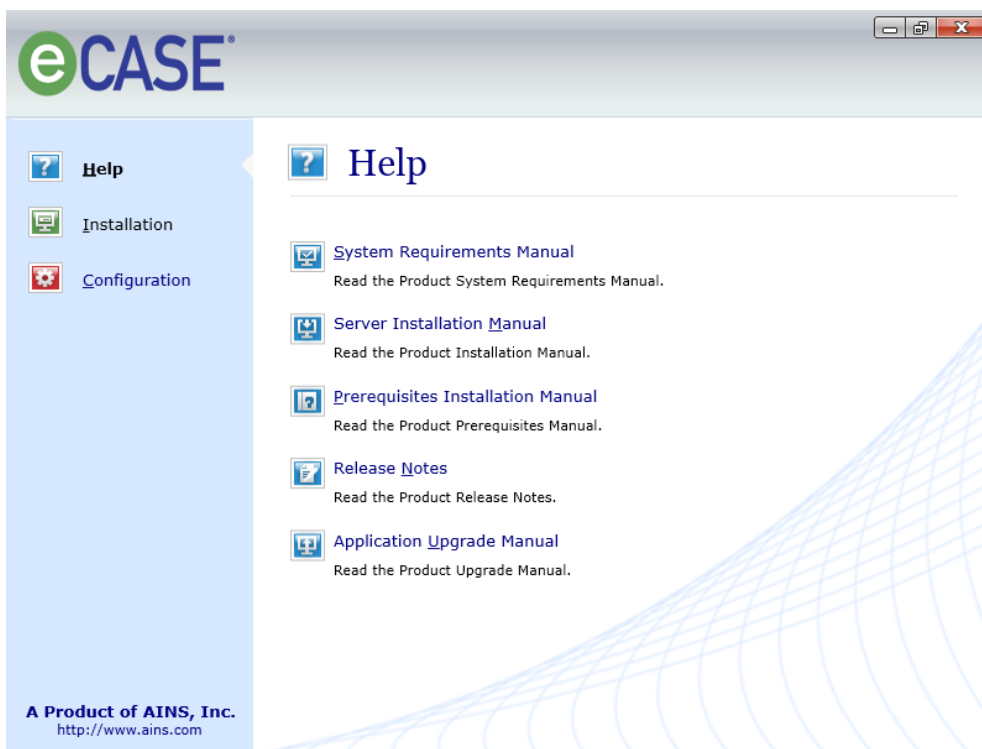 eCASE®
Help
Installation
Configuration
A Product of AINS, Inc.
http://www.ains.com
Help
System Requirements Manual
Read the Product System Requirements Manual.
Server Installation Manual
Read the Product Installation Manual.
Prerequisites Installation Manual
Read the Product Prerequisites Manual.
Release Notes
Read the Product Release Notes.
Application Upgrade Manual
Read the Product Upgrade Manual.